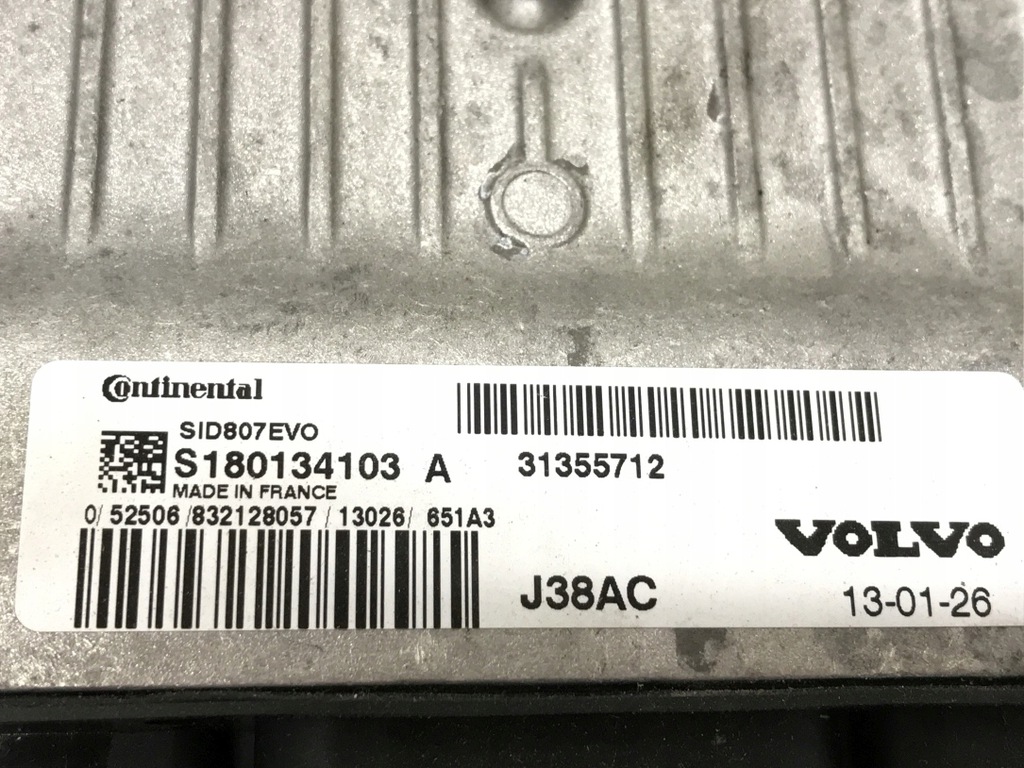 Continental
SID807EVO
S180134103 A
MADE IN FRANCE
31355712
0/ 52506 /832128057 / 13026/ 651A3
VOLVO
J38AC
13-01-26